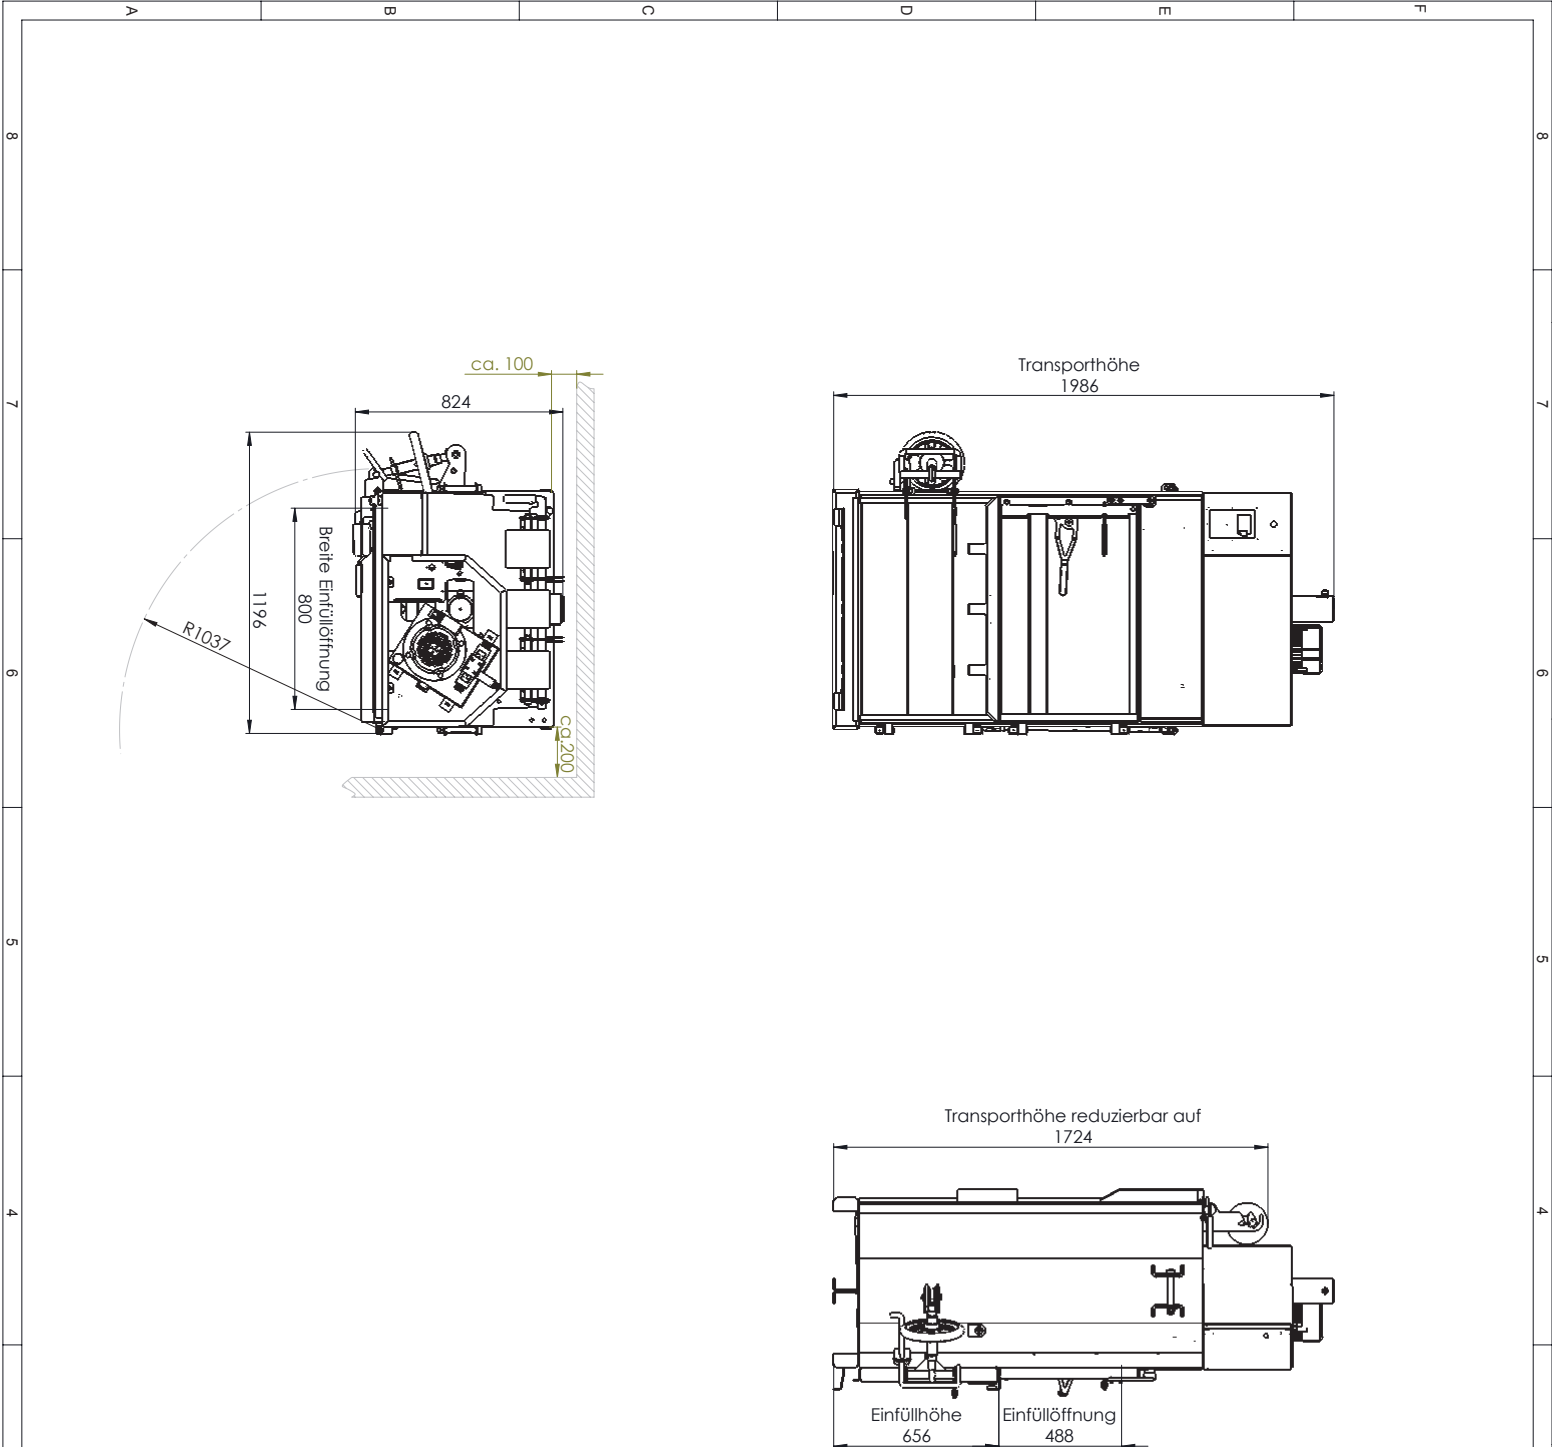 A
B
C
D
E
F
8
8
7
7
6
6
5
5
4
4
ca. 100
824
Breite Einfüllöffnung
800
1196
R1037
ca.200
Transporthöhe
1986
Transporthöhe reduzierbar auf
1724
Einfüllhöhe
656
Einfüllöffnung
488